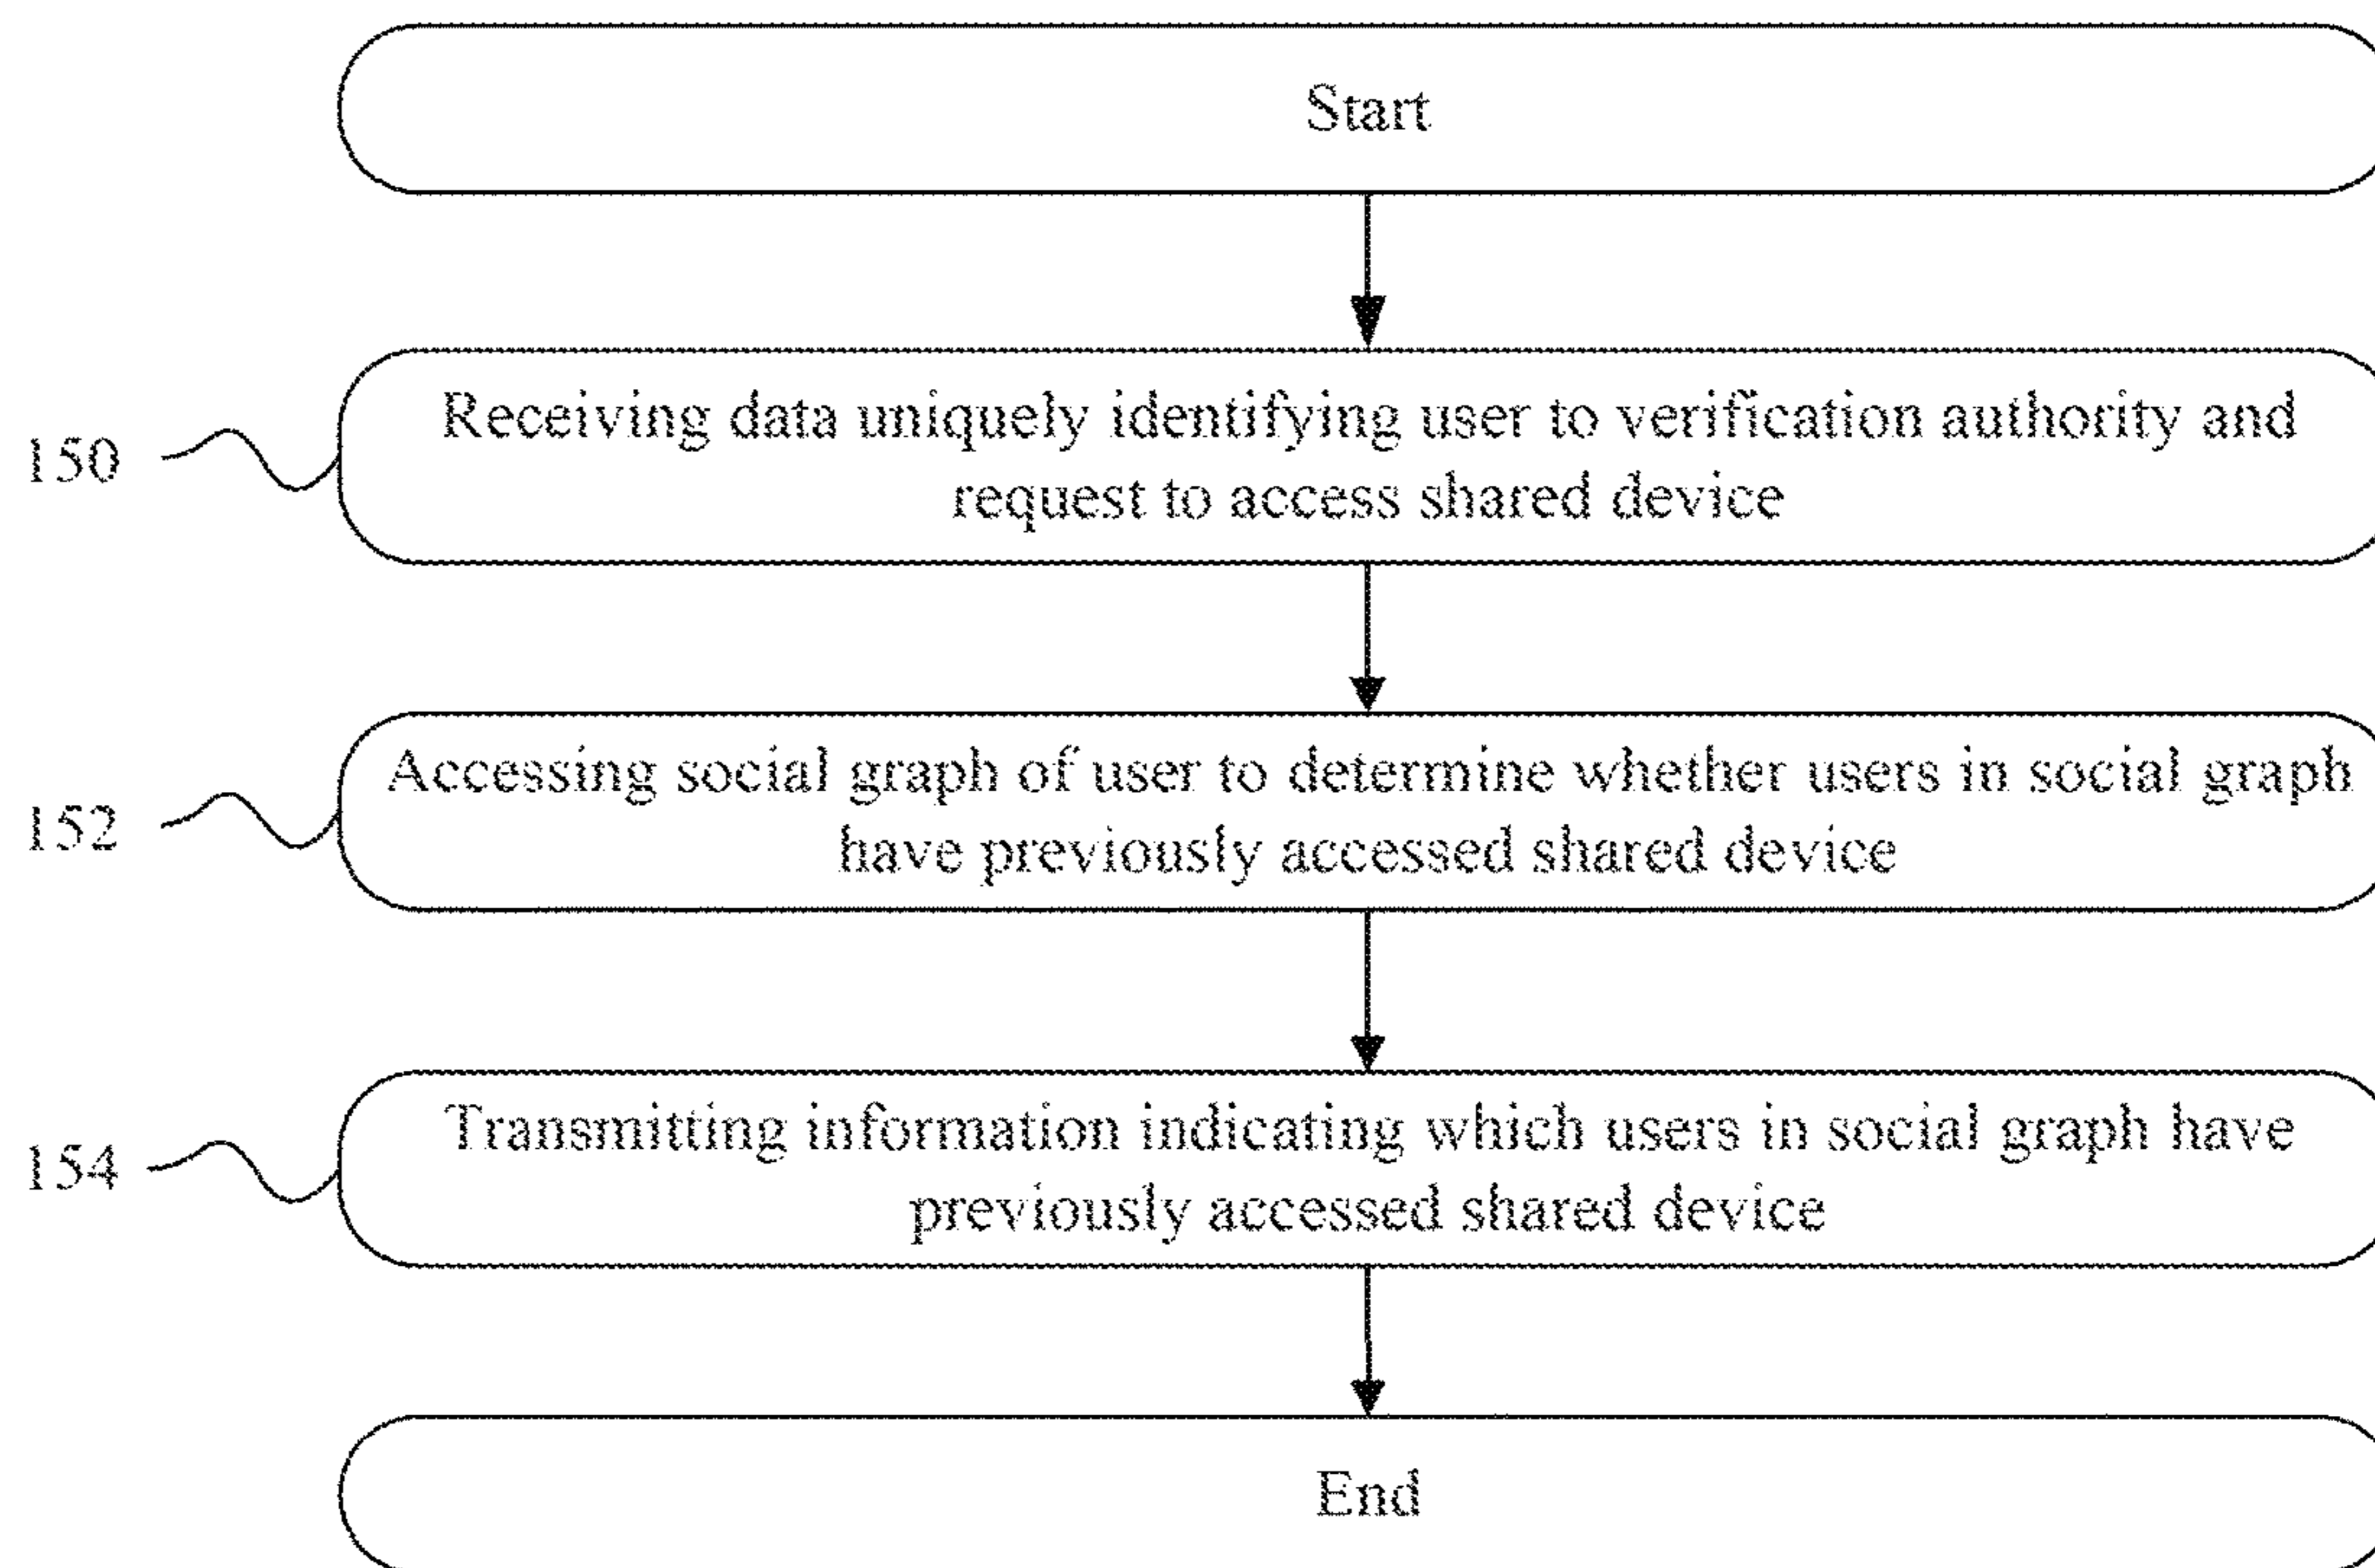 Start
150
Receiving data uniquely identifying user to verification authority and
request to access shared device
152
Accessing social graph of user to determine whether users in social graph
have previously accessed shared device
154
Transmitting information indicating which users in social graph have
previously accessed shared device
End